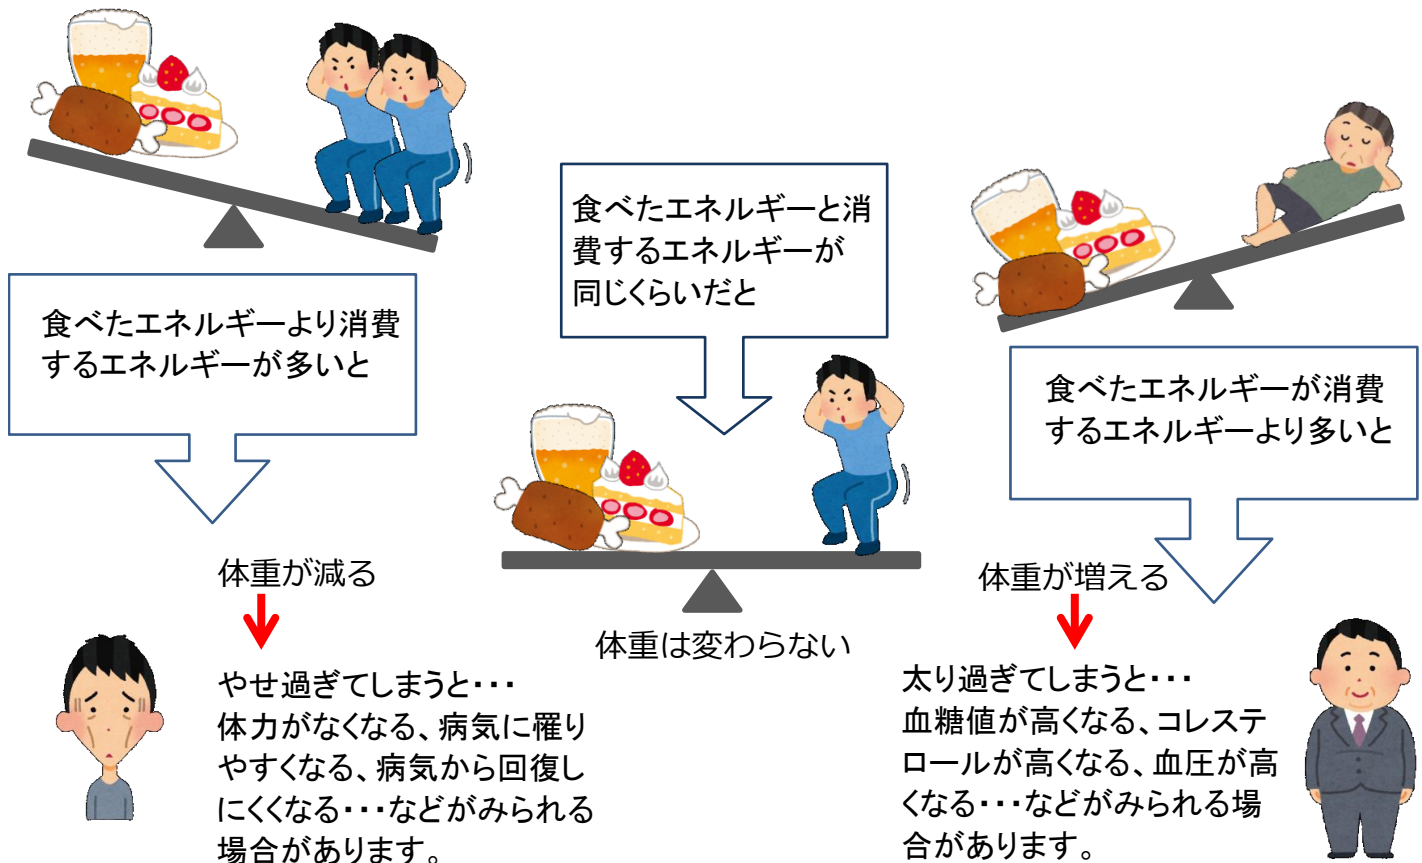 食べたエネルギーより消費
するエネルギーが多いと
体重が減る
やせ過ぎてしまうと・・・
体力がなくなる、病気に罹り
やすくなる、病気から回復し
にくくなる・・・などがみられる
場合があります。
食べたエネルギーと消
費するエネルギーが
同じくらいだと
体重は変わらない
食べたエネルギーが消費
するエネルギーより多いと
体重が増える
太り過ぎてしまうと・・・
血糖値が高くなる、コレステ
ロールが高くなる、血圧が高
くなる・・・などがみられる場
合があります。